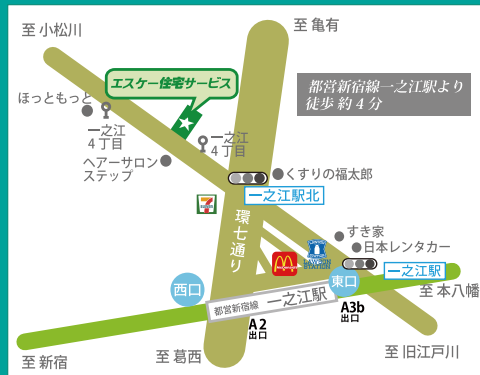 至 小松川
至 亀有
エスケー住宅サービス
都営新宿線一之江駅より
徒歩 約 4 分
ほっともっと
一之江
4丁目
一之江
4丁目
ヘアーサロン
ステップ
くすりの福太郎
一之江駅北
環七通り
すき家
日本レンタカー
LAWSON
STATION
一之江駅
西口
東口
都営新宿線 一之江駅
至 本八幡
A2
出口
A3b
出口
至 新宿
至 葛西
至 旧江戸川